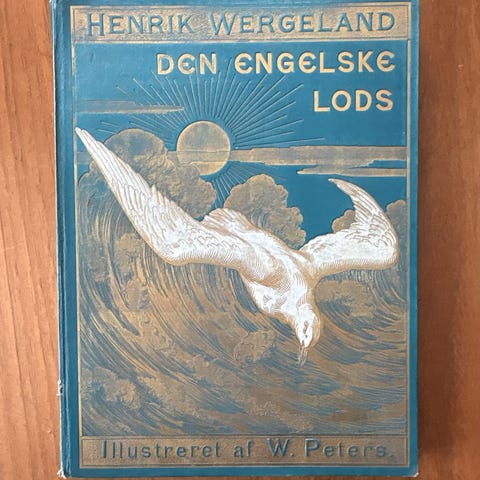 HENRIK WERGELAND
DEN ENGELSKE
LODS
Illustreret af W. Peters.